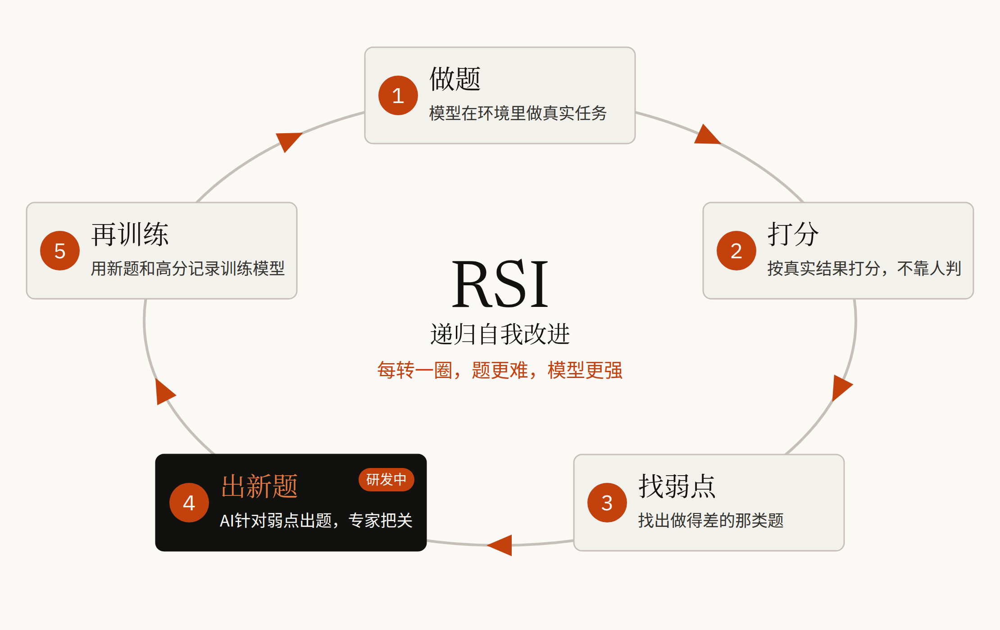 1
做题
模型在环境里做真实任务
2
打分
按真实结果打分，不靠人判
3
找弱点
找出做得差的那类题
4
出新题
研发中
AI针对弱点出题，专家把关
5
再训练
用新题和高分记录训练模型
RSI
递归自我改进
每转一圈，题更难，模型更强